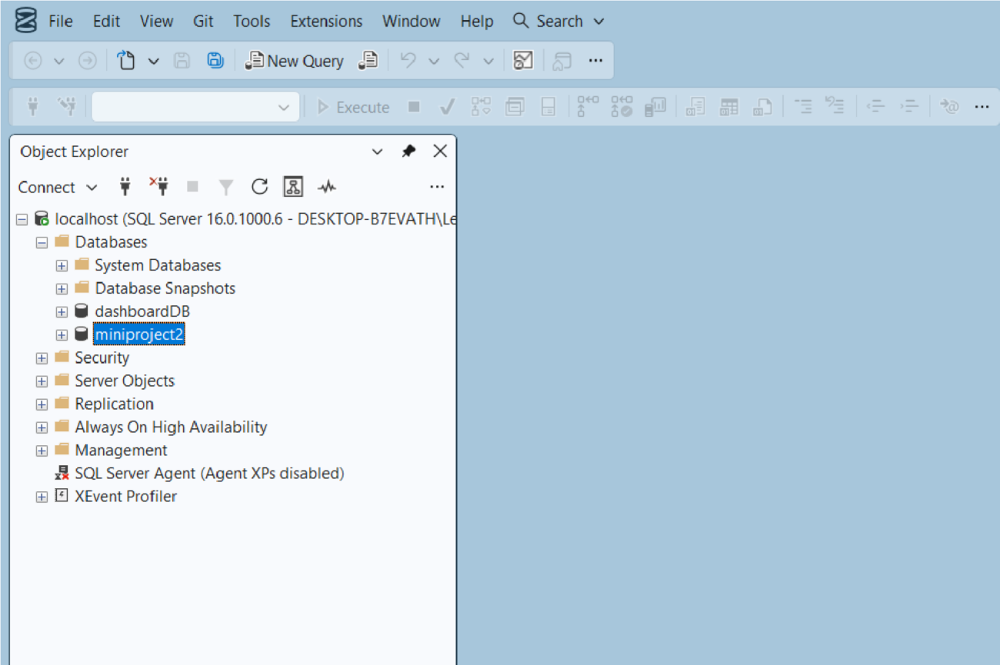 File Edit View Git Tools Extensions Window Help Search
New Query
Execute
Object Explorer
Connect
localhost (SQL Server 16.0.1000.6 - DESKTOP-B7EVATH\Le
Databases
System Databases
Database Snapshots
dashboardDB
miniproject2
Security
Server Objects
Replication
Always On High Availability
Management
SQL Server Agent (Agent XPs disabled)
XEvent Profiler